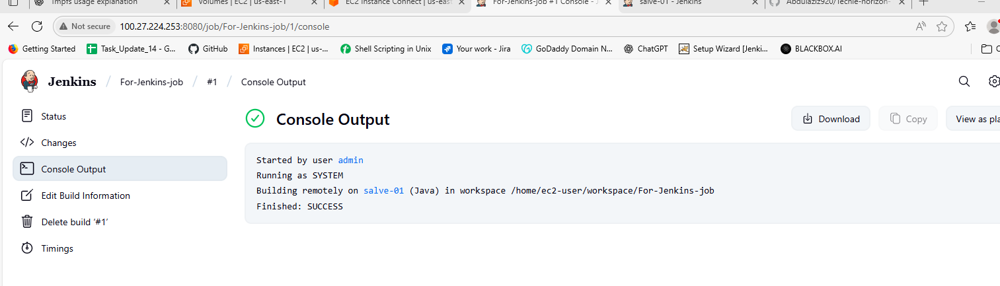 Tmpfs usage explanation
Volumes | EC2 | us-east-1
EC2 Instance Connect | us-east
For-Jenkins-job #1 Console - J
salve-01 - Jenkins
Abdulaziz920/Techie-horizon-
Not secure
100.27.224.253:8080/job/For-Jenkins-job/1/console
Getting Started
Task_Update_14 - G...
GitHub
Instances | EC2 | us-...
Shell Scripting in Unix
Your work - Jira
GoDaddy Domain N...
ChatGPT
Setup Wizard [Jenki...
BLACKBOX.AI
Jenkins / For-Jenkins-job / #1 / Console Output
Status
Changes
Console Output
Edit Build Information
Delete build ‘#1’
Timings
Console Output
Download
Copy
View as pla
Started by user admin
Running as SYSTEM
Building remotely on salve-01 (Java) in workspace /home/ec2-user/workspace/For-Jenkins-job
Finished: SUCCESS